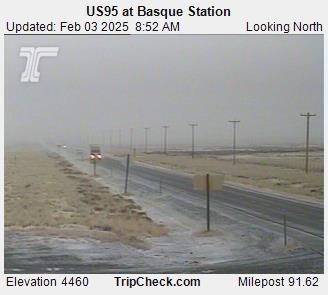 US95 at Basque Station
Updated: Feb 03 2025 8:52 AM Looking North
Elevation 4460 TripCheck.com Milepost 91.62